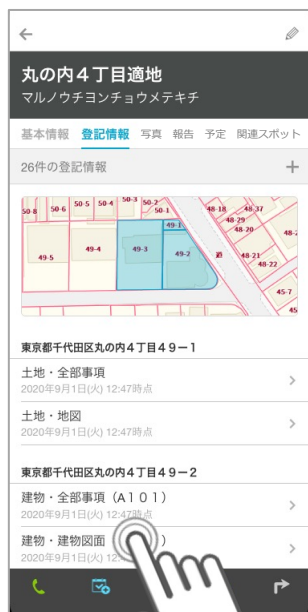 丸の内4丁目適地
マルノウチヨンチョウメテキチ
基本情報 登記情報 写真 報告 予定 関連スポット
26件の登記情報
50-8 50-6 50-5 50-4 50-3 50-2 50-1 48-18 48-37
48-29
48-20
49-1
49-5 49-4 49-3 49-2 48-21
48-22
45-7
東京都千代田区丸の内4丁目49ー1
土地・全部事項
2020年9月1日(火) 12:47時点
土地・地図
2020年9月1日(火) 12:47時点
東京都千代田区丸の内4丁目49ー2
建物・全部事項(A101)
2020年9月1日(火) 12:47時点
建物・建物図面
2020年9月1日(火)